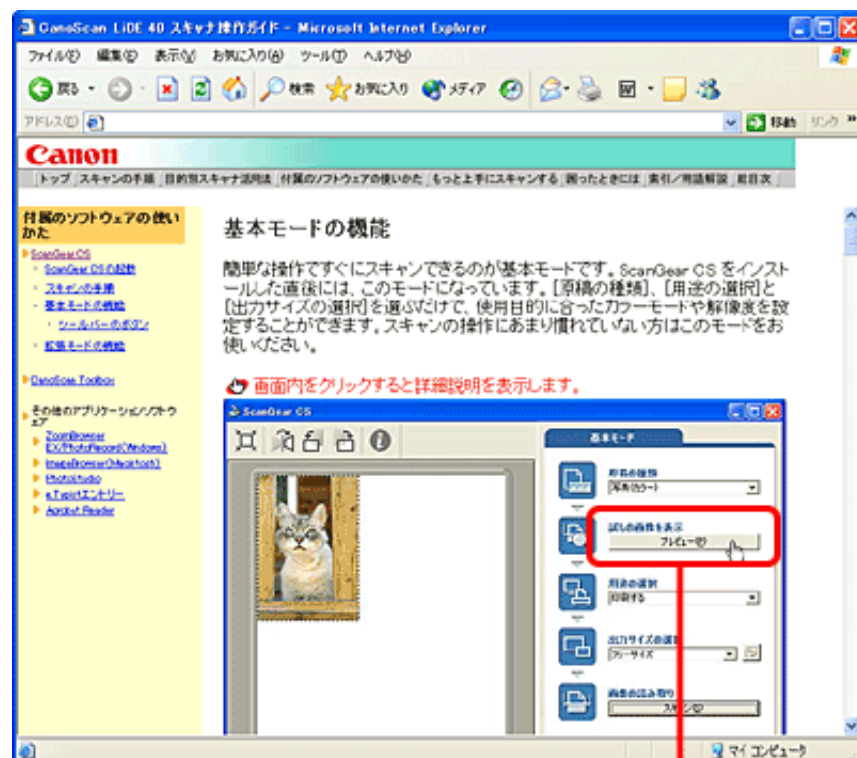 CanoScan LiDE 40 スキャナ操作ガイド - Microsoft Internet Explorer
ファイル(F) 編集(E) 表示(V) お気に入り(A) ツール(T) ヘルプ(H)
戻る 検索 お気に入り メディア
アドレス(D) 移動 リンク »
Canon
トップ スキャンの手順 目的別スキャナ活用法 付属のソフトウェアの使いかた もっと上手にスキャンする 困ったときには 索引／用語解説 総目次
付属のソフトウェアの使い
かた
ScanGear CS
ScanGear CSの起動
スキャンの手順
基本モードの機能
ツールバーのボタン
拡張モードの機能
CanoScan Toolbox
その他のアプリケーションソフトウ
ェア
ZoomBrowser
EX/PhotoRecord(Windows)
ImageBrowser(Macintosh)
PhotoStudio
e.Typistエントリー
Acrobat Reader
基本モードの機能
簡単な操作ですぐにスキャンできるのが基本モードです。ScanGear CS をインスト
ールした直後には、このモードになっています。[原稿の種類]、[用途の選択]と
[出力サイズの選択]を選ぶだけで、使用目的に合ったカラーモードや解像度を設
定することができます。スキャンの操作にあまり慣れていない方はこのモードをお
使いください。
画面内をクリックすると詳細説明を表示します。
ScanGear CS
基本モード
原稿の種類
写真(カラー)
試しの画像を表示
プレビュー(P)
用途の選択
印刷する
出力サイズの選択
フリーサイズ
画像の読み取り
スキャン(S)
マイ コンピュータ